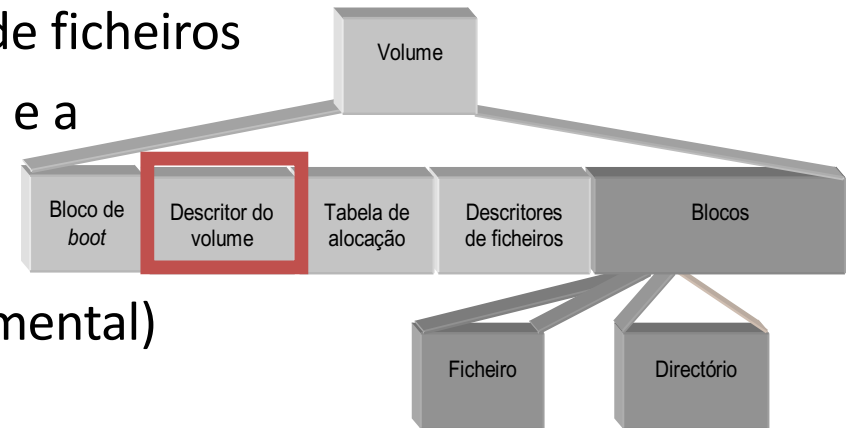 de ficheiros
e a
mental)
Volume
Bloco de
boot
Descritor do
volume
Tabela de
alocação
Descritores
de ficheiros
Blocos
Ficheiro
Directório